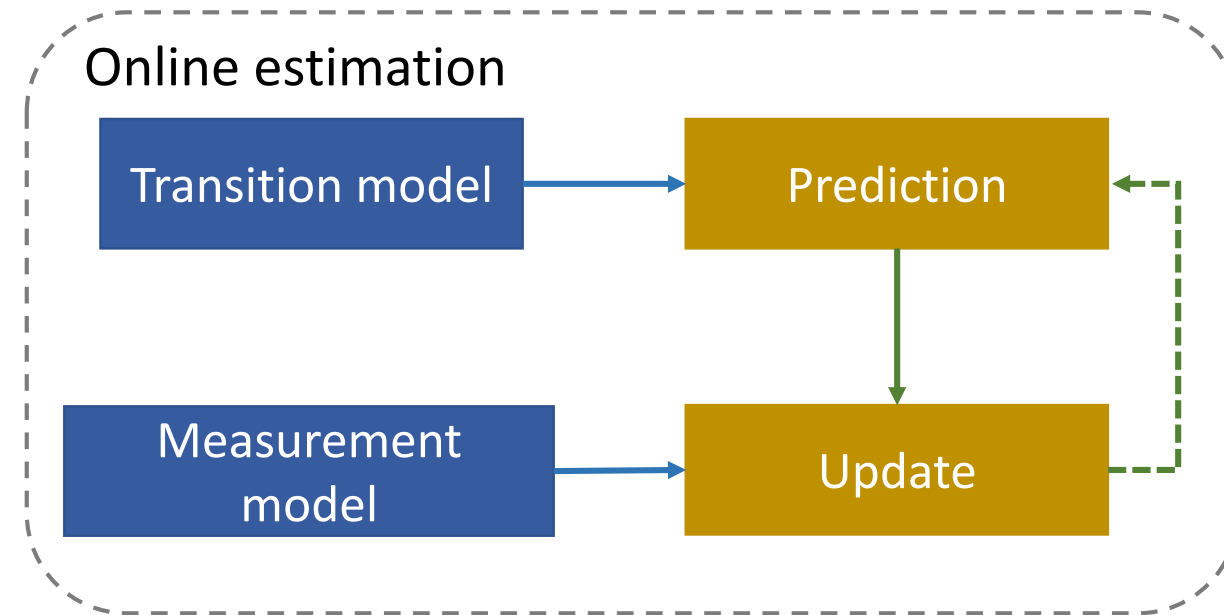 Online estimation
Transition model
Prediction
Measurement
model
Update